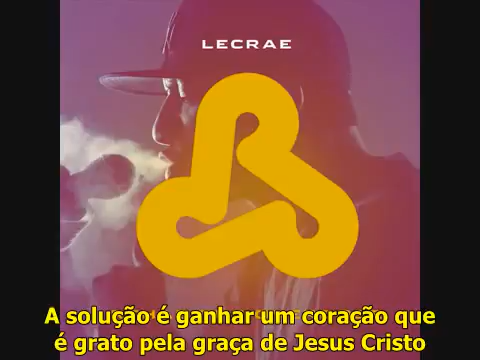 LECRAE
A solução é ganhar um coração que
é grato pela graça de Jesus Cristo